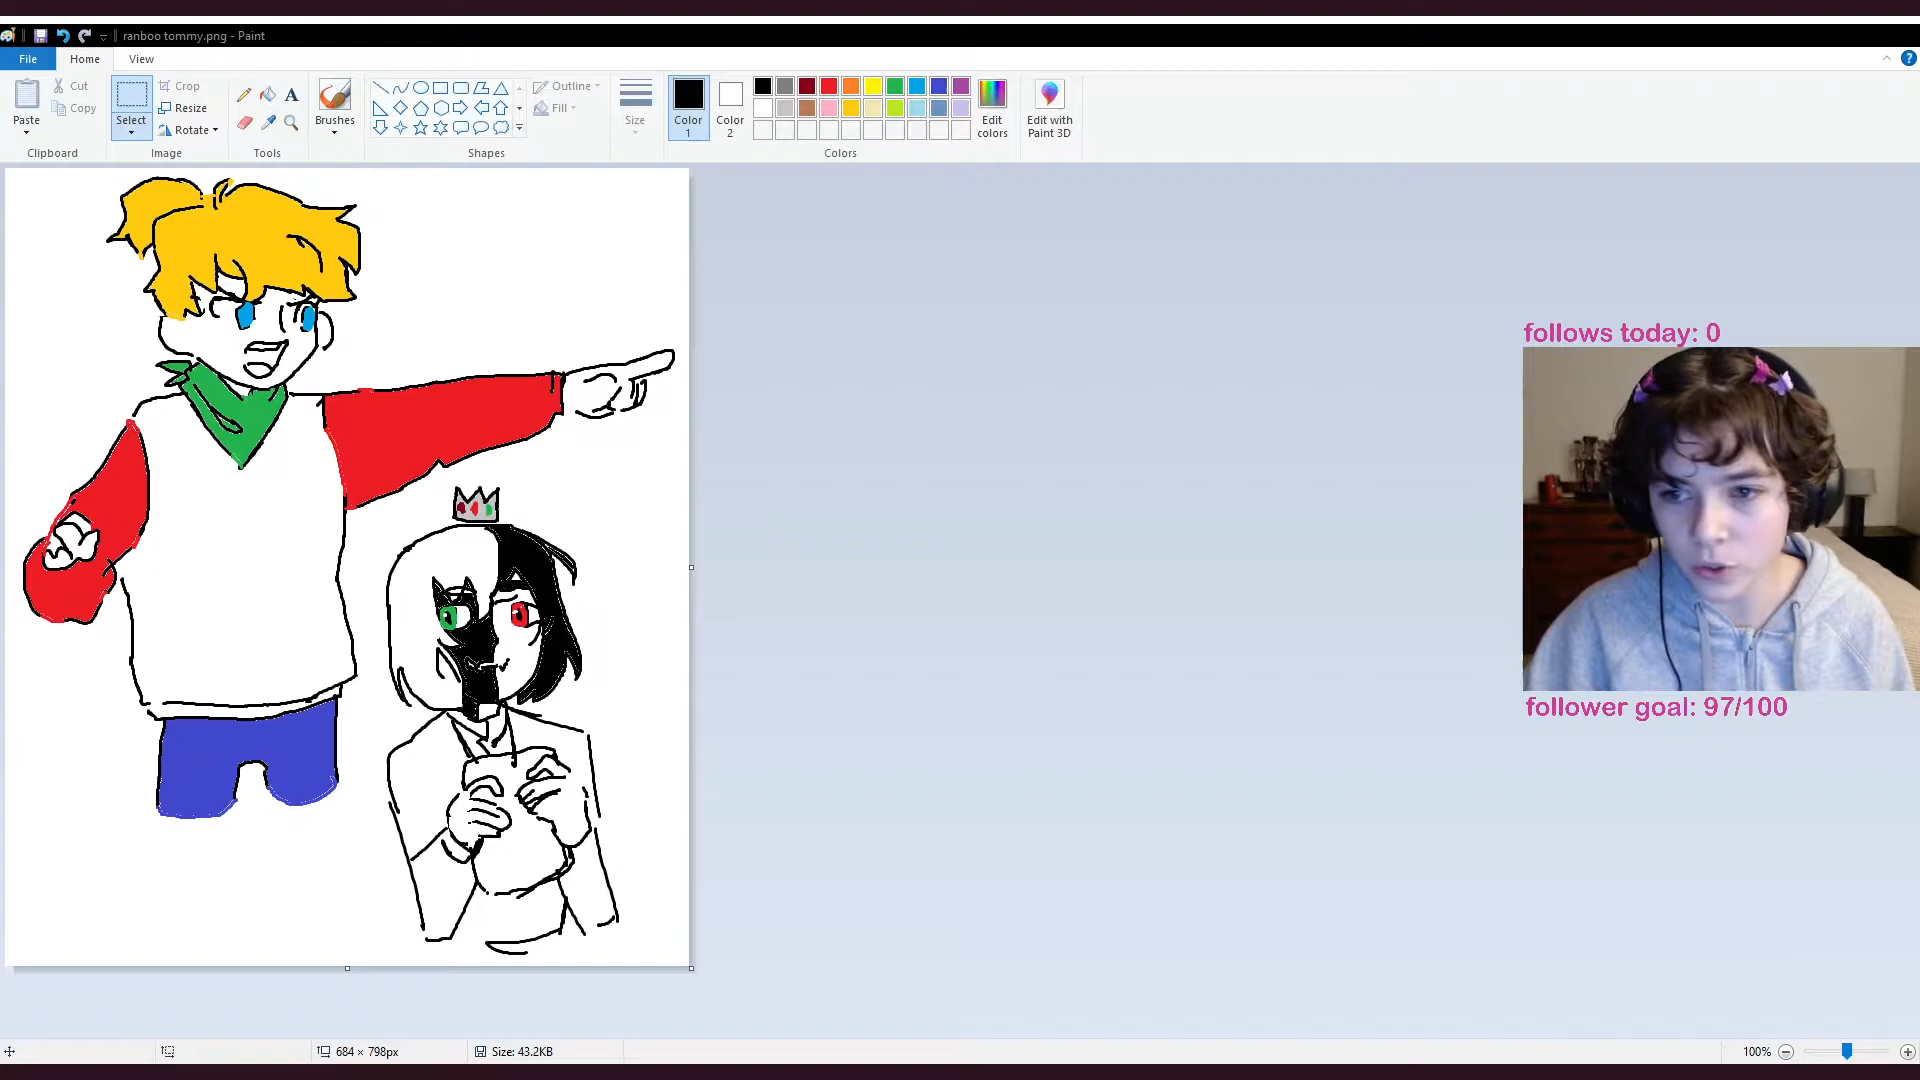 ranboo tommy.png - Paint
File Home View
Paste
Cut
Copy
Clipboard
Select
Crop
Resize
Rotate
Image
Tools
Brushes
Shapes
Outline
Fill
Size
Color 1
Color 2
Edit colors
Colors
Edit with Paint 3D
follows today: 0
follower goal: 97/100
684 × 798px
Size: 43.2KB
100%